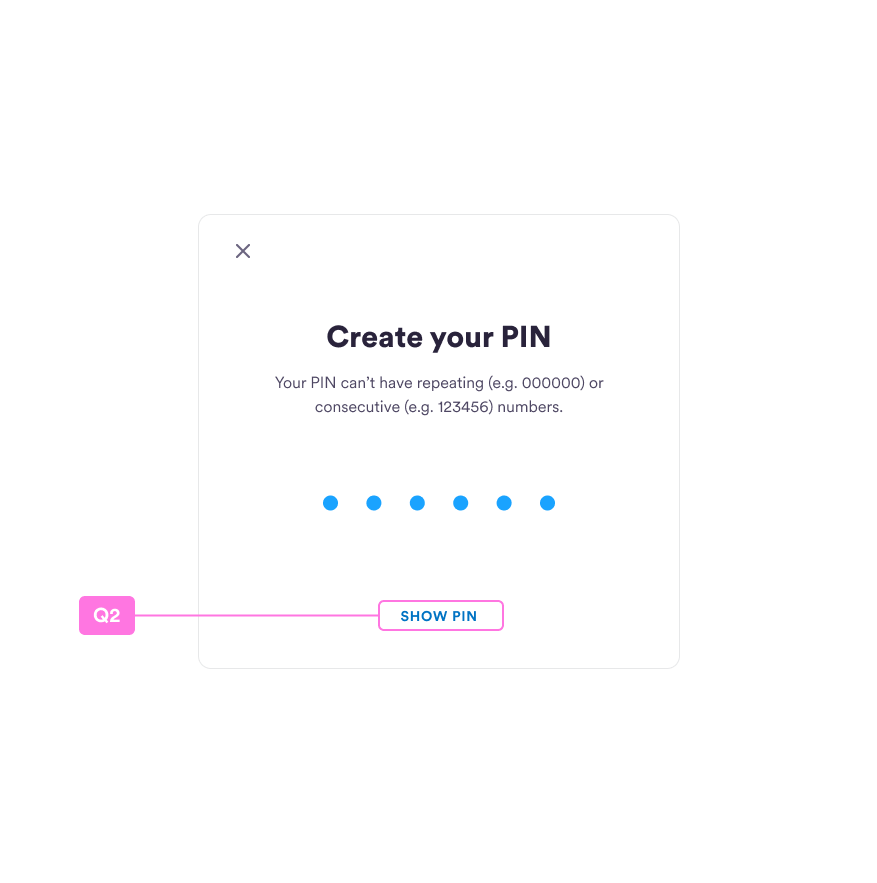 Create your PIN
Your PIN can’t have repeating (e.g. 000000) or
consecutive (e.g. 123456) numbers.
Q2
SHOW PIN